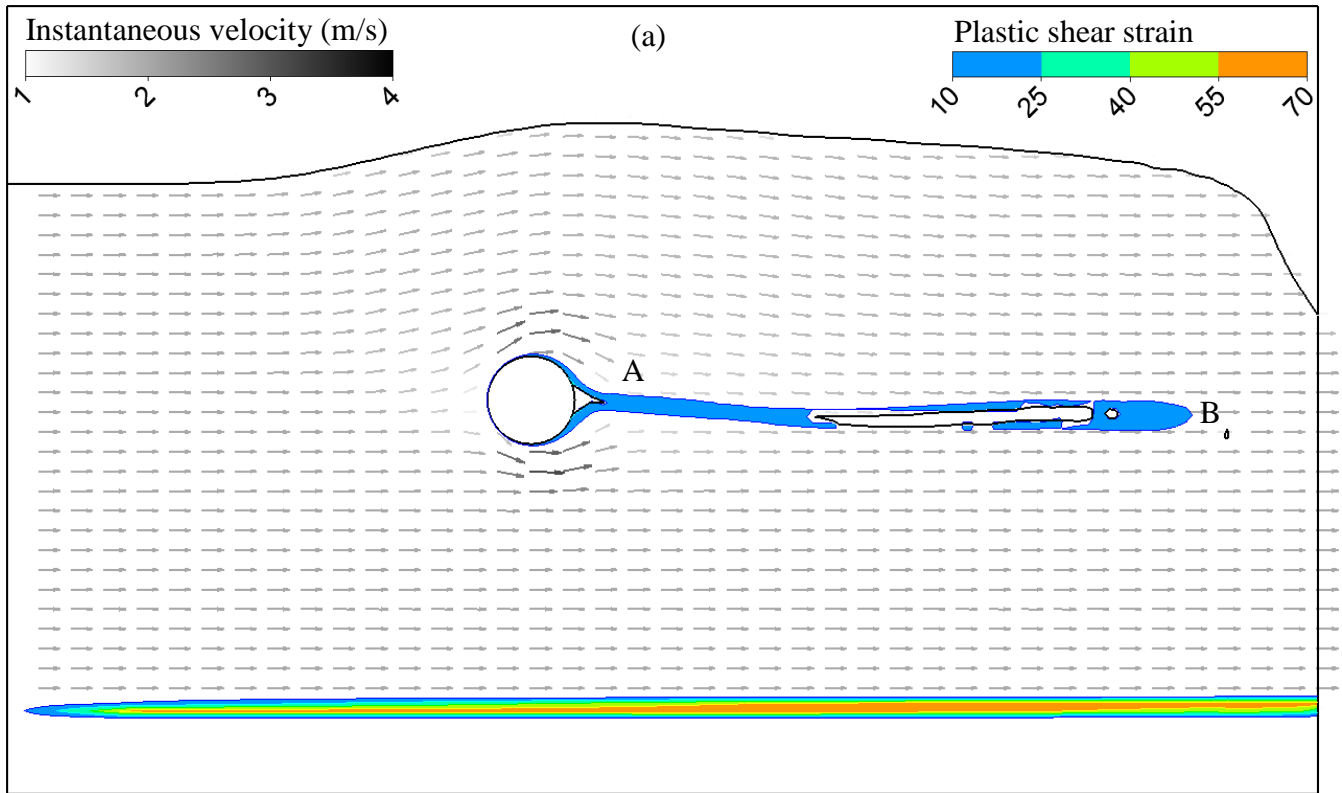 Instantaneous velocity (m/s)
1 2 3 4
(a)
Plastic shear strain
10 25 40 55 70
A
B